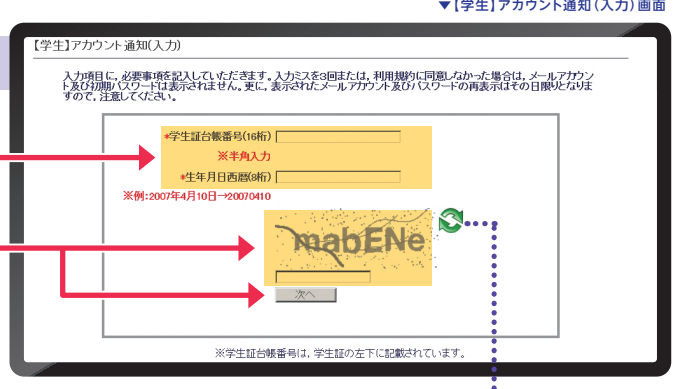 ▼【学生】アカウント通知（入力）画面
【学生】アカウント通知(入力)
入力項目に，必要事項を記入していただきます。入力ミスを3回または，利用規約に同意しなかった場合は，メールアカウン
ト及び初期パスワードは表示されません。更に，表示されたメールアカウント及びパスワードの再表示はその日限りとなりま
すので，注意してください。
*学生証台帳番号(16桁)
※半角入力
*生年月日西暦(8桁)
※例:2007年4月10日→20070410
mabENe
次へ
※学生証台帳番号は，学生証の左下に記載されています。